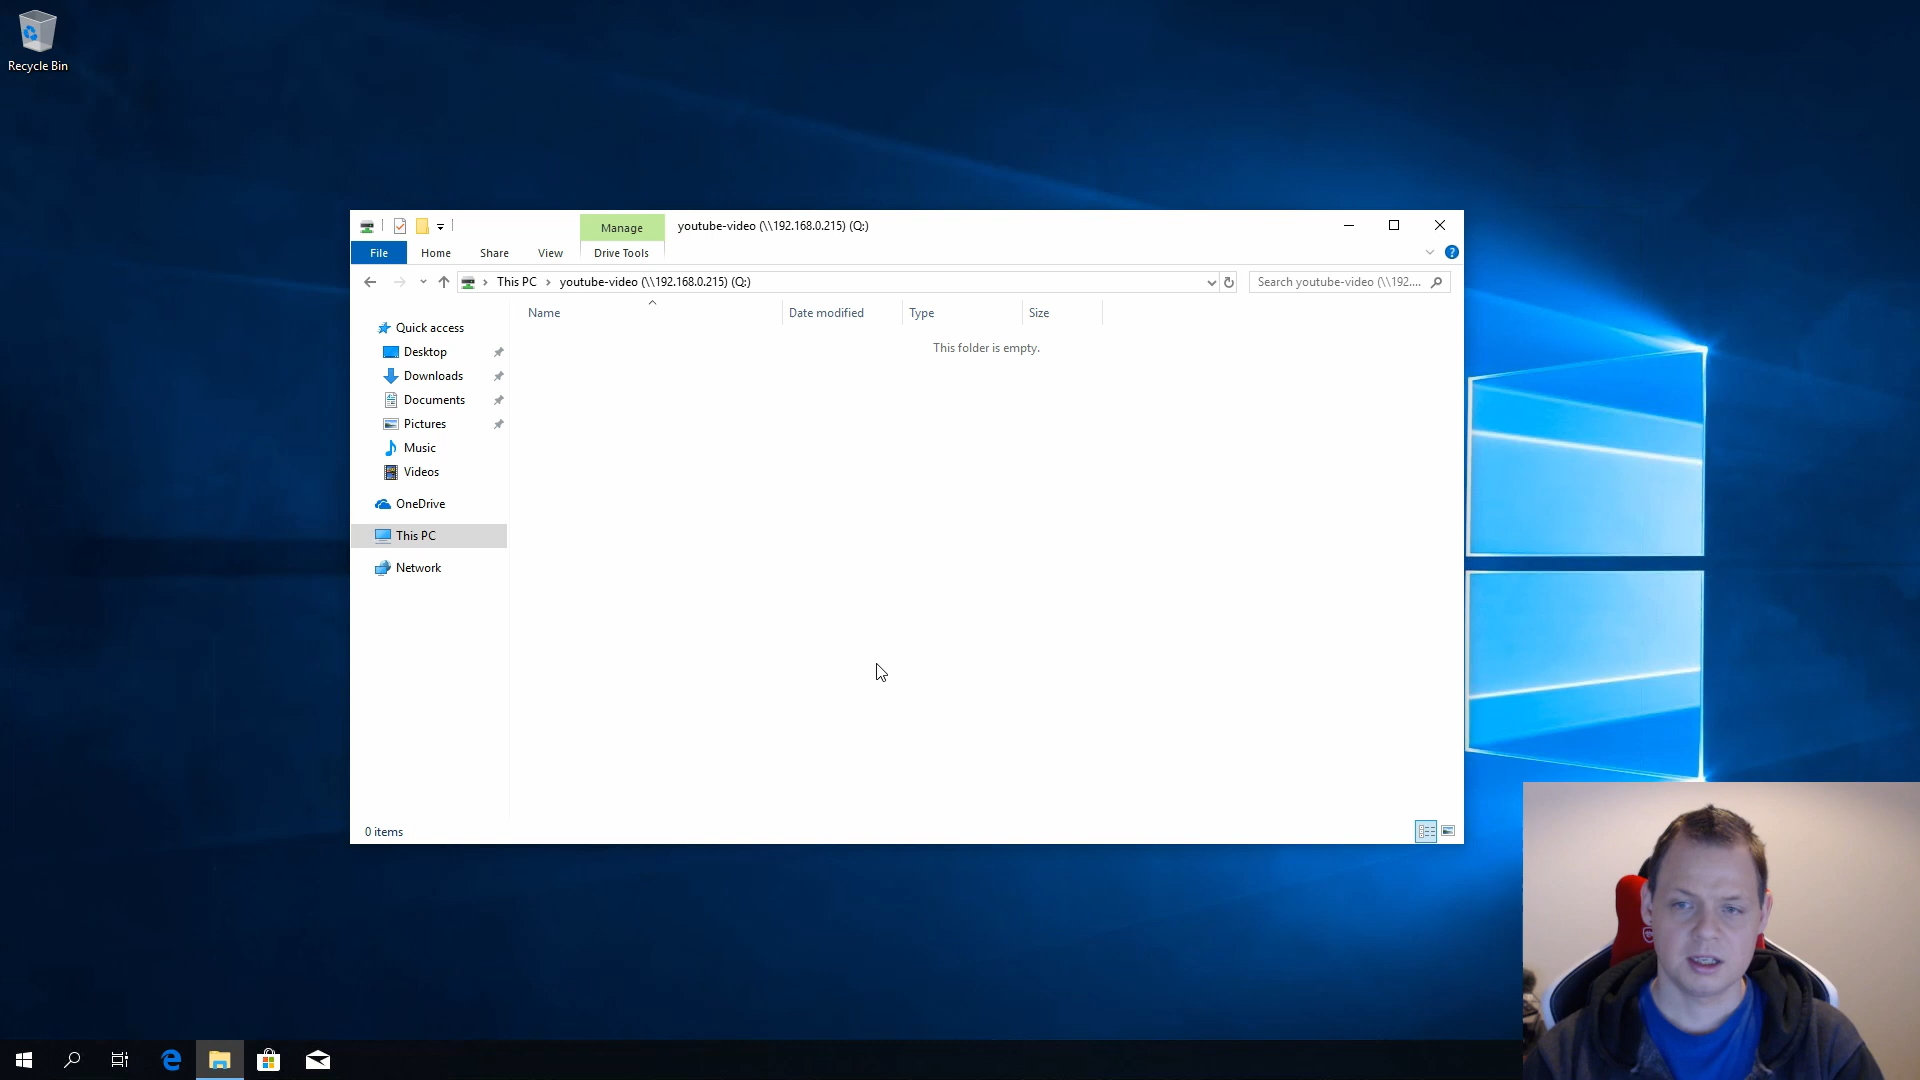 Recycle Bin
Manage
youtube-video (\\192.168.0.215) (Q:)
File
Home
Share
View
Drive Tools
?
This PC
youtube-video (\\192.168.0.215) (Q:)
Search youtube-video (\\192....
Name
Date modified
Type
Size
This folder is empty.
Quick access
Desktop
Downloads
Documents
Pictures
Music
Videos
OneDrive
This PC
Network
0 items